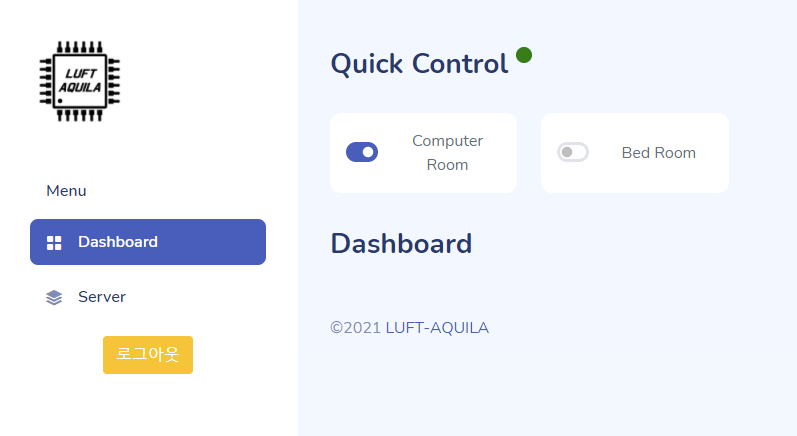 LUFT
AQUILA
Menu
Dashboard
Server
로그아웃
Quick Control
Computer
Room
Bed Room
Dashboard
©2021 LUFT-AQUILA